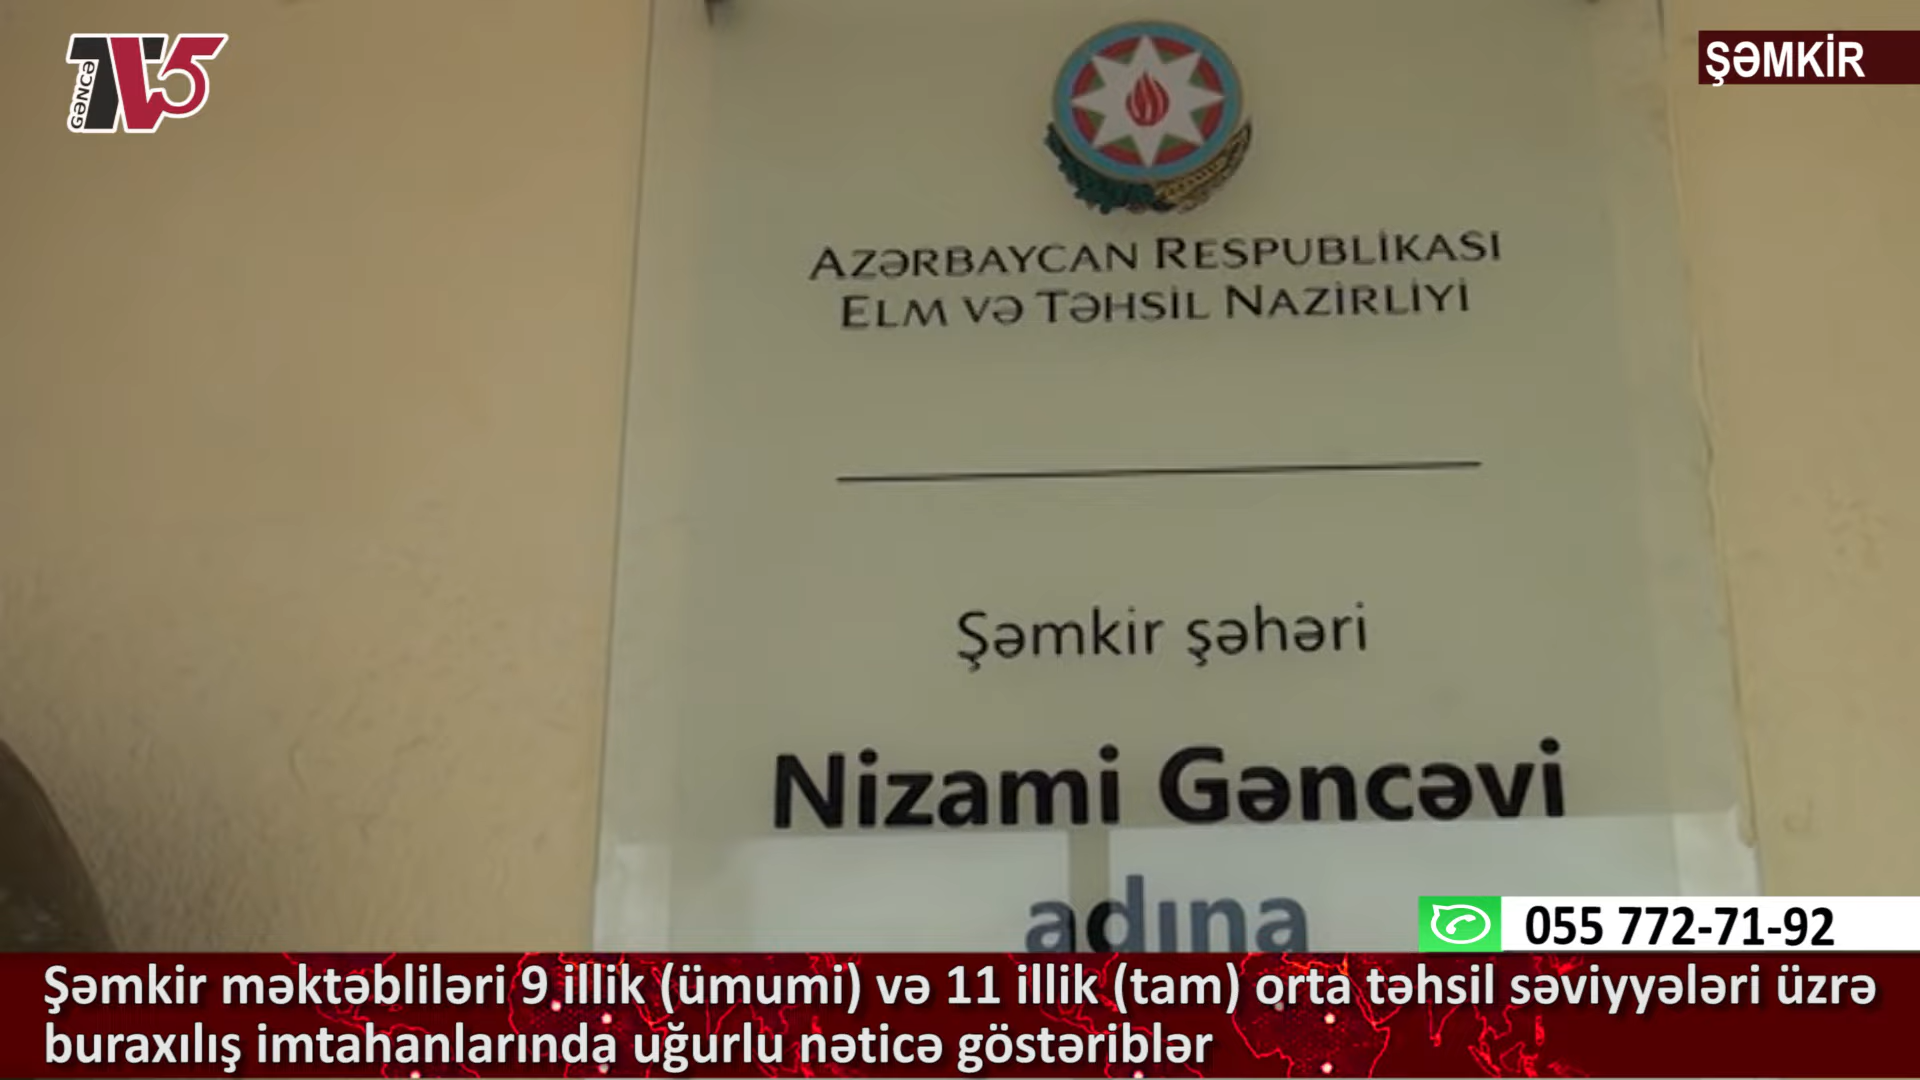 GƏNCƏ
TV5
ŞƏMKİR
AZƏRBAYCAN RESPUBLİKASI
ELM VƏ TƏHSİL NAZİRLİYİ
Şəmkir şəhəri
Nizami Gəncəvi
adına
055 772-71-92
Şəmkir məktəbliləri 9 illik (ümumi) və 11 illik (tam) orta təhsil səviyyələri üzrə
buraxılış imtahanlarında uğurlu nəticə göstəriblər